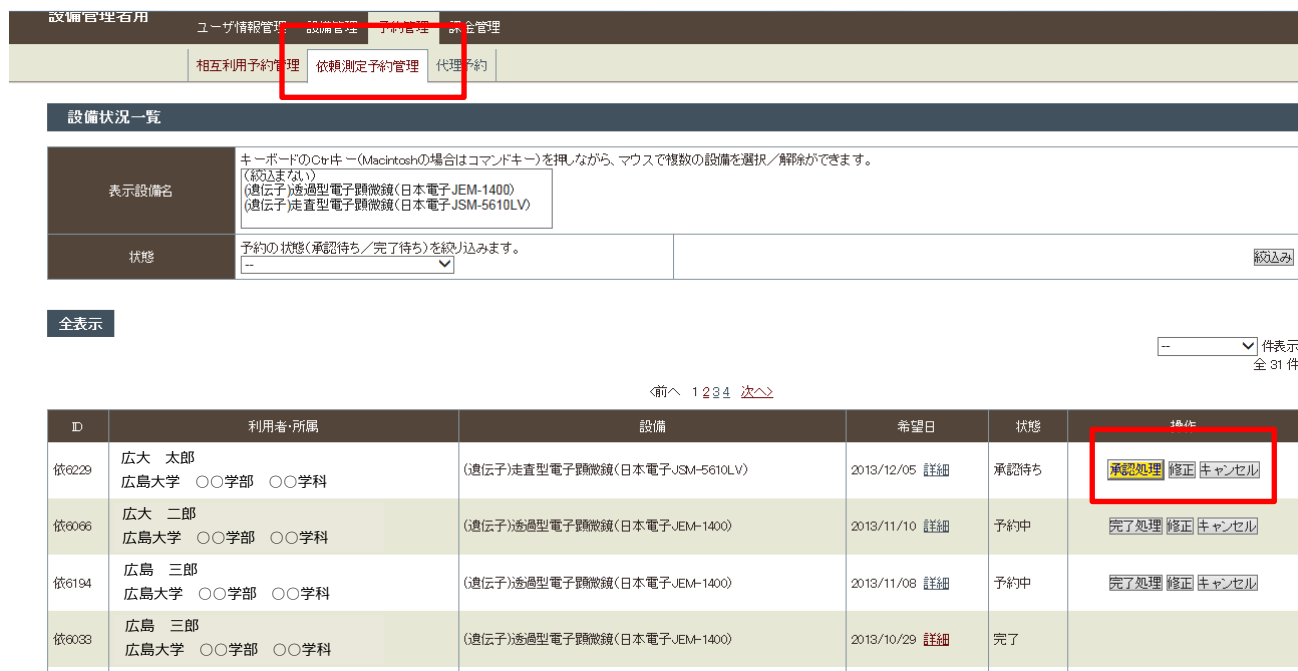 設備管理者用
ユーザ情報管理 設備管理 予約管理 課金管理
相互利用予約管理 依頼測定予約管理 代理予約
設備状況一覧
表示設備名
キーボードのCtrlキー(Macintoshの場合はコマンドキー)を押しながら、マウスで複数の設備を選択／解除ができます。
(絞込まない)
(遺伝子)透過型電子顕微鏡(日本電子JEM-1400)
(遺伝子)走査型電子顕微鏡(日本電子JSM-5610LV)
状態
予約の状態(承認待ち／完了待ち)を絞り込みます。
--
絞込み
全表示
-- 件表示
全 31 件
<前へ 1 2 3 4 次へ>
ID 利用者・所属 設備 希望日 状態 操作
依6229 広大 太郎 (遺伝子)走査型電子顕微鏡(日本電子JSM-5610LV) 2013/12/05 詳細 承認待ち 承認処理 修正 キャンセル
広島大学 ○○学部 ○○学科
依6066 広大 二郎 (遺伝子)透過型電子顕微鏡(日本電子JEM-1400) 2013/11/10 詳細 予約中 完了処理 修正 キャンセル
広島大学 ○○学部 ○○学科
依6194 広島 三郎 (遺伝子)透過型電子顕微鏡(日本電子JEM-1400) 2013/11/08 詳細 予約中 完了処理 修正 キャンセル
広島大学 ○○学部 ○○学科
依6033 広島 三郎 (遺伝子)透過型電子顕微鏡(日本電子JEM-1400) 2013/10/29 詳細 完了
広島大学 ○○学部 ○○学科